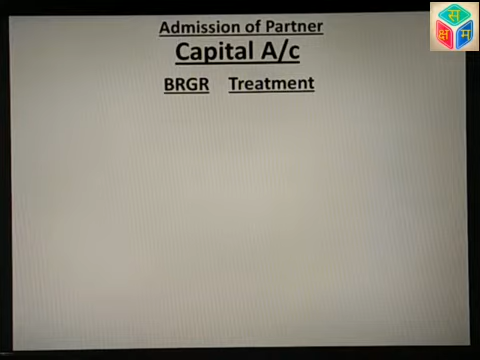 Admission of Partner
Capital A/c
BRGR Treatment
स
क्ष म